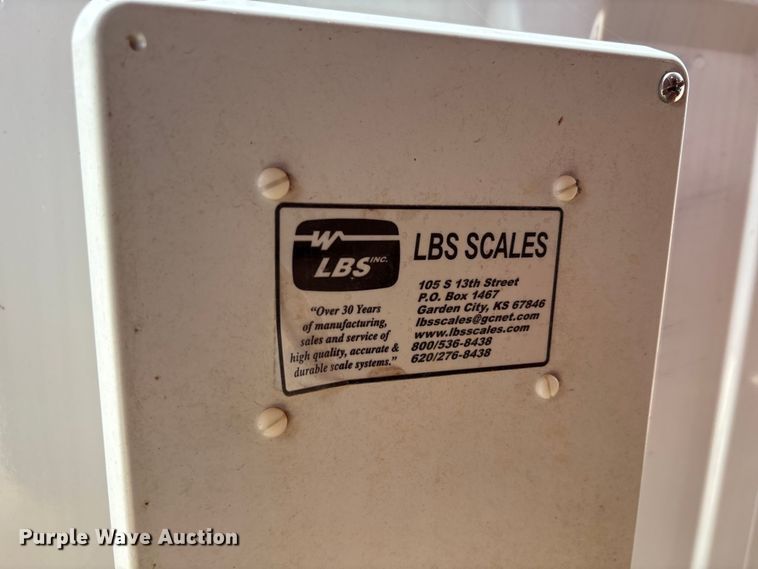 W
LBS INC.
LBS SCALES
"Over 30 Years
of manufacturing,
sales and service of
high quality, accurate &
durable scale systems."
105 S 13th Street
P.O. Box 1467
Garden City, KS 67846
lbsscales@gcnet.com
www.lbsscales.com
800/536-8438
620/276-8438
Purple Wave Auction